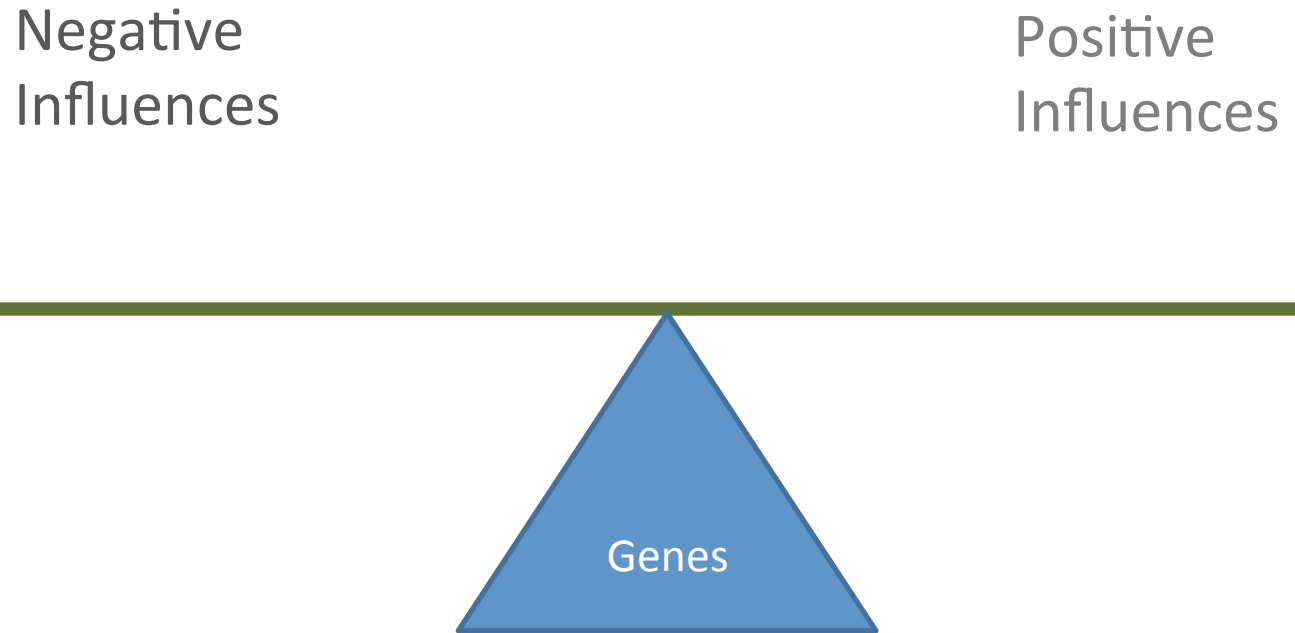 Negative
Influences
Positive
Influences
Genes